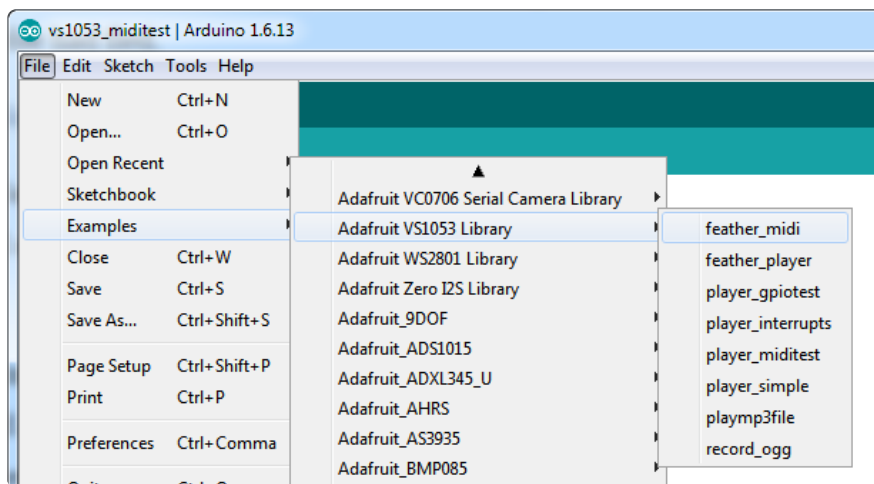 vs1053_miditest | Arduino 1.6.13
File Edit Sketch Tools Help
New Ctrl+N
Open... Ctrl+O
Open Recent
Sketchbook
Examples
Close Ctrl+W
Save Ctrl+S
Save As... Ctrl+Shift+S
Page Setup Ctrl+Shift+P
Print Ctrl+P
Preferences Ctrl+Comma
Adafruit VC0706 Serial Camera Library
Adafruit VS1053 Library
Adafruit WS2801 Library
Adafruit Zero I2S Library
Adafruit_9DOF
Adafruit_ADS1015
Adafruit_ADXL345_U
Adafruit_AHRS
Adafruit_AS3935
Adafruit_BMP085
feather_midi
feather_player
player_gpiotest
player_interrupts
player_miditest
player_simple
playmp3file
record_ogg